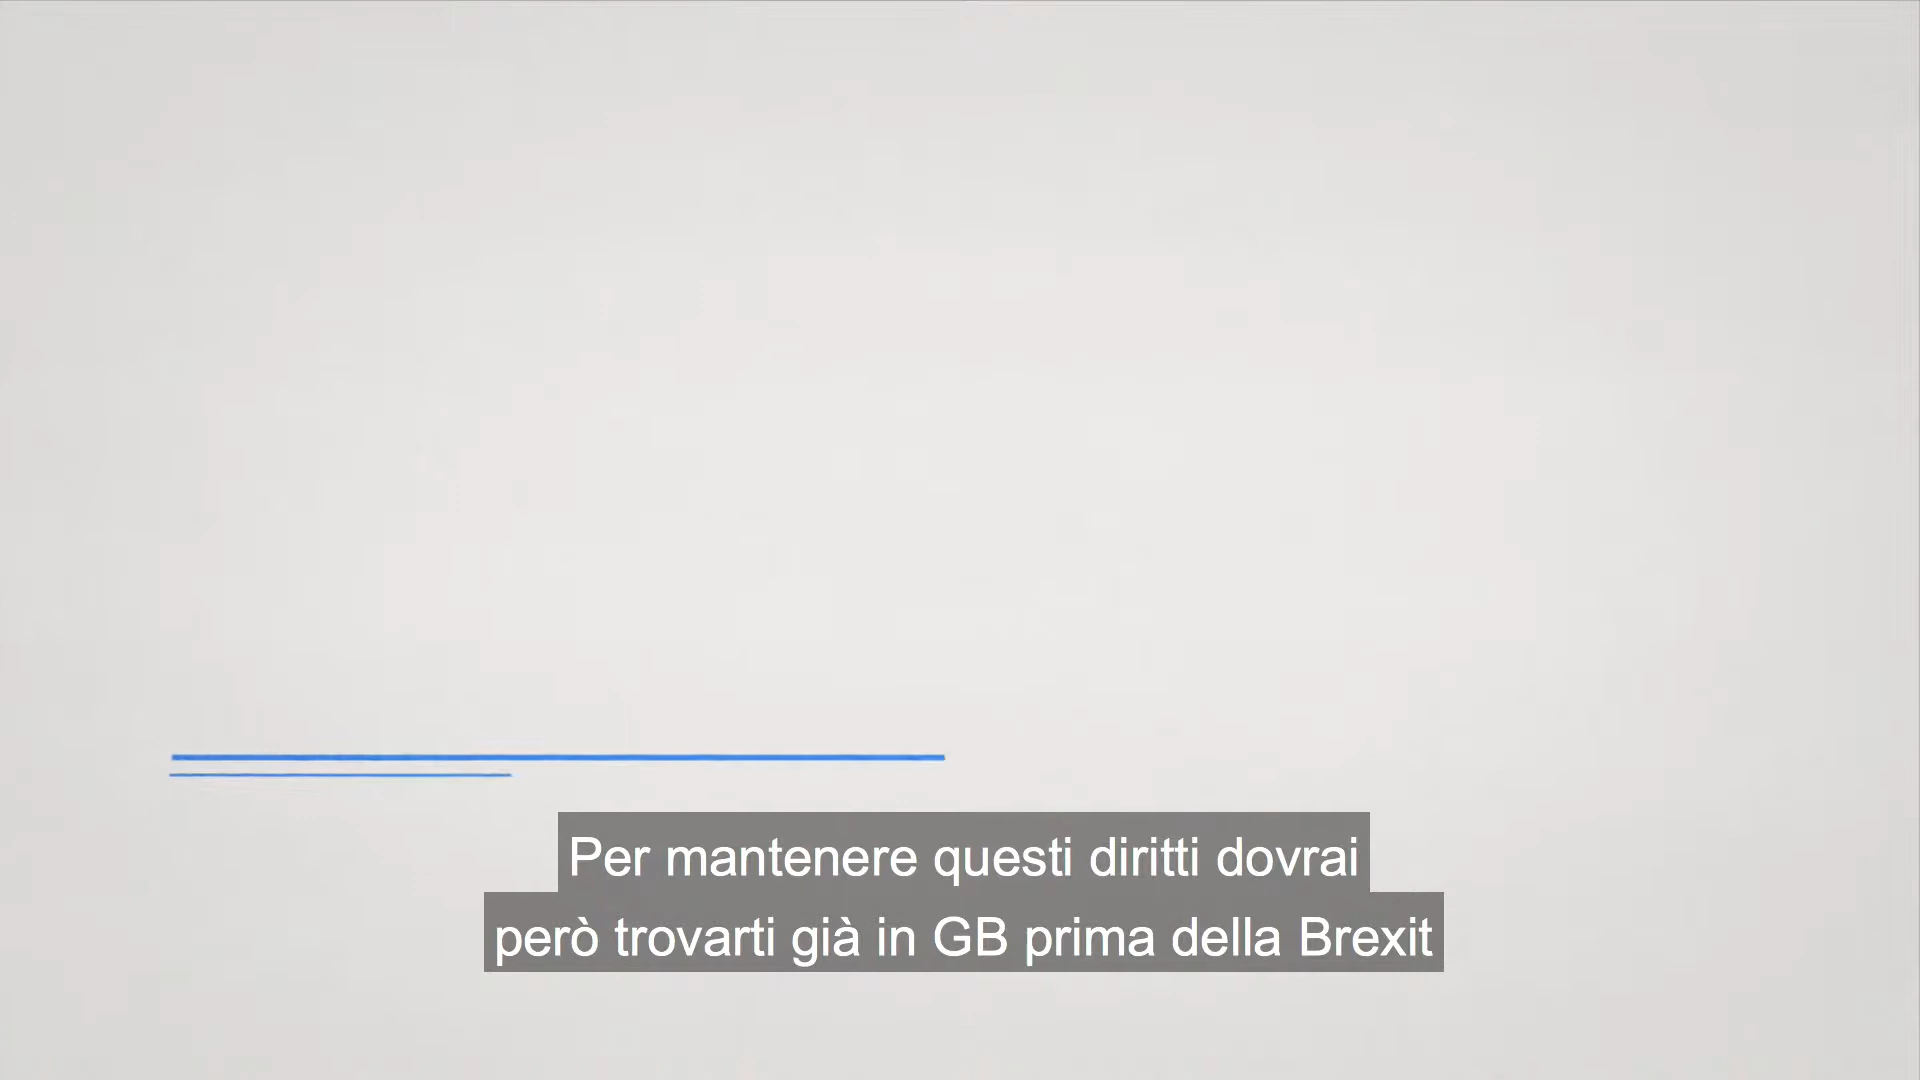 Per mantenere questi diritti dovrai
però trovarti già in GB prima della Brexit